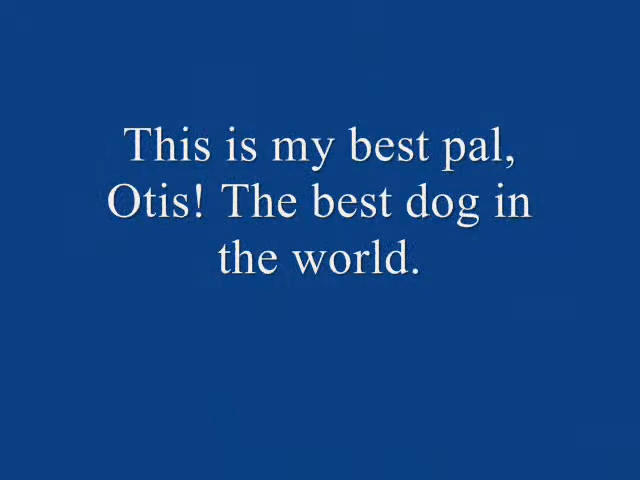 This is my best pal,
Otis! The best dog in
the world.